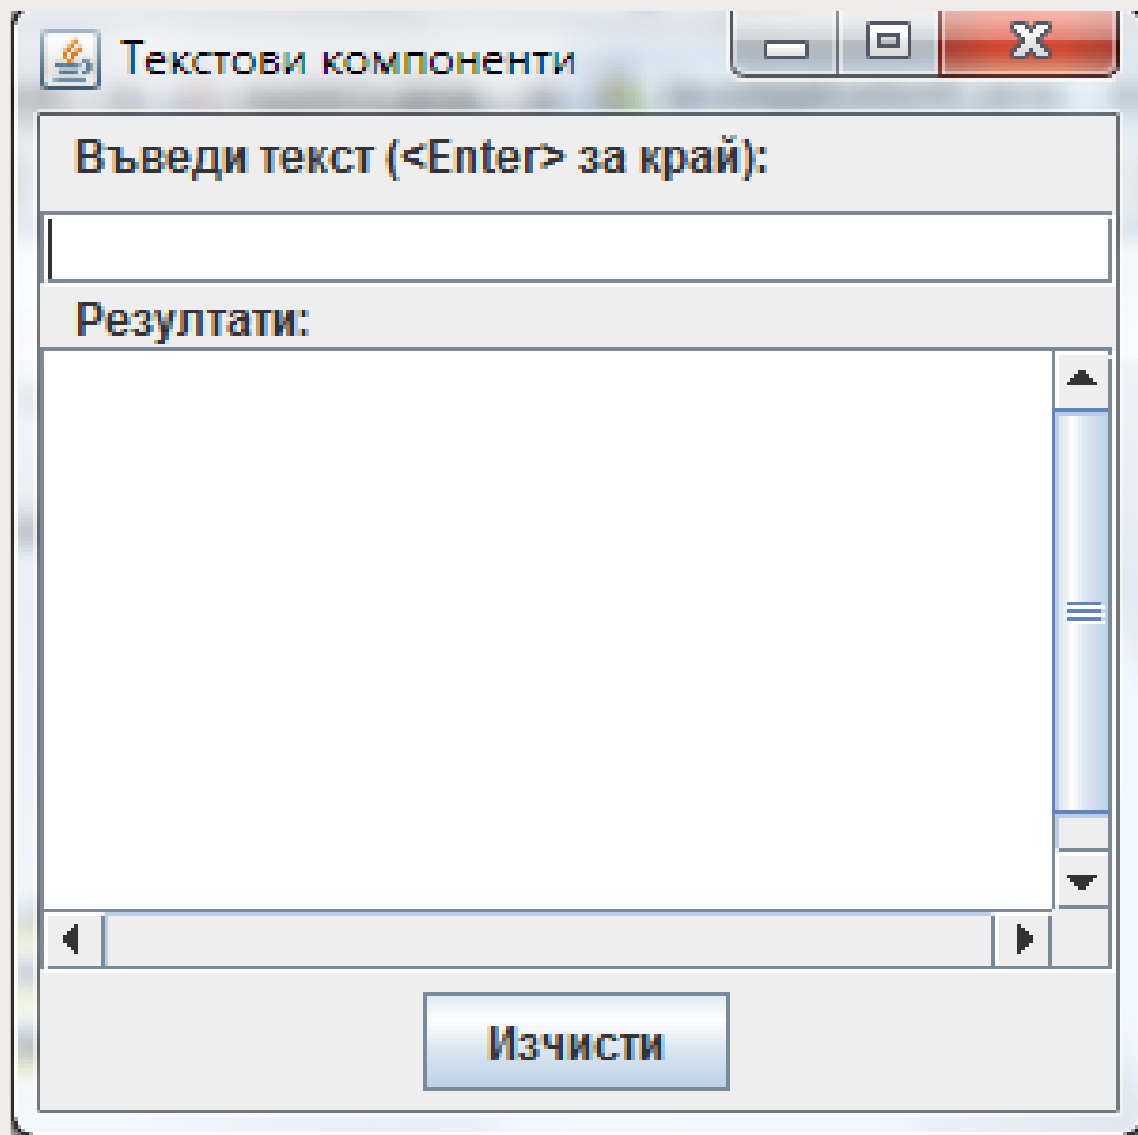 Текстови компоненти
Въведи текст (<Enter> за край):
Резултати:
Изчисти